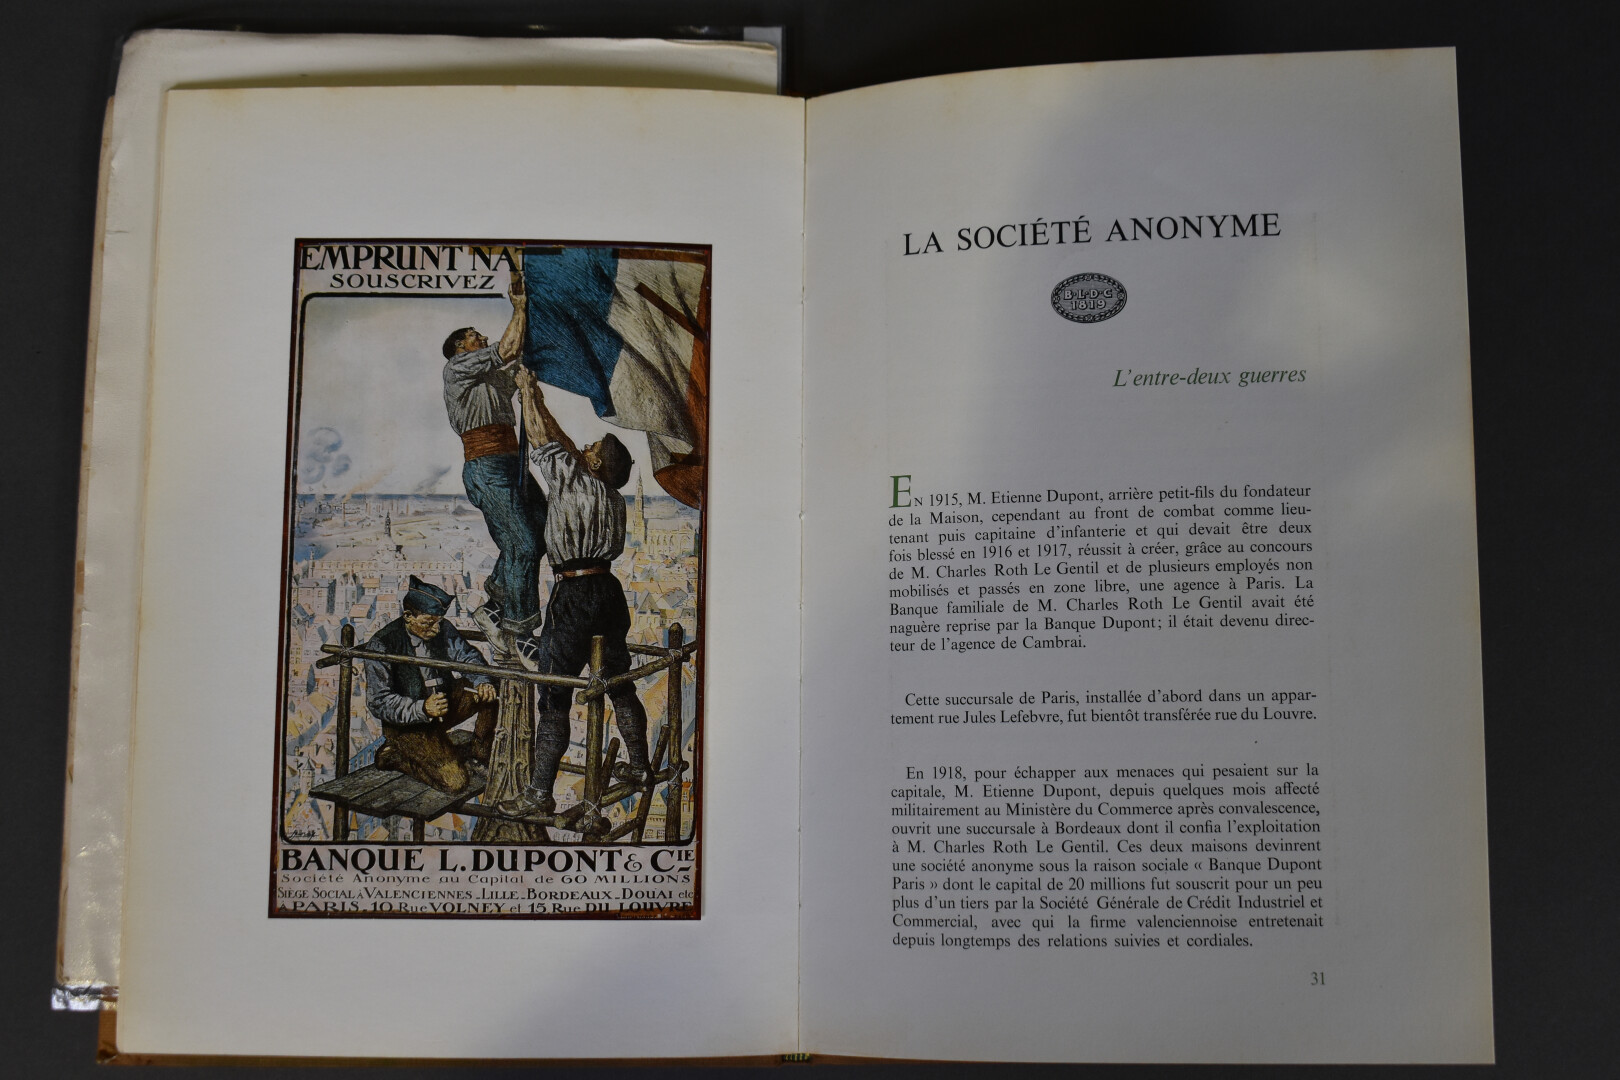 EMPRUNT NA
SOUSCRIVEZ
BANQUE L. DUPONT & CIE
Société Anonyme au Capital de 60 MILLIONS
SIÈGE SOCIAL À VALENCIENNES - LILLE - BORDEAUX - DOUAI etc
À PARIS - 10 RUE VOLNEY et 15 RUE DU LOUVRE
LA SOCIÉTÉ ANONYME
B·L·D·C
1819
L'entre-deux guerres
EN 1915, M. Etienne Dupont, arrière petit-fils du fondateur
de la Maison, cependant au front de combat comme lieu-
tenant puis capitaine d'infanterie et qui devait être deux
fois blessé en 1916 et 1917, réussit à créer, grâce au concours
de M. Charles Roth Le Gentil et de plusieurs employés non
mobilisés et passés en zone libre, une agence à Paris. La
Banque familiale de M. Charles Roth Le Gentil avait été
naguère reprise par la Banque Dupont; il était devenu direc-
teur de l'agence de Cambrai.
Cette succursale de Paris, installée d'abord dans un appar-
tement rue Jules Lefebvre, fut bientôt transférée rue du Louvre.
En 1918, pour échapper aux menaces qui pesaient sur la
capitale, M. Etienne Dupont, depuis quelques mois affecté
militairement au Ministère du Commerce après convalescence,
ouvrit une succursale à Bordeaux dont il confia l'exploitation
à M. Charles Roth Le Gentil. Ces deux maisons devinrent
une société anonyme sous la raison sociale « Banque Dupont
Paris » dont le capital de 20 millions fut souscrit pour un peu
plus d'un tiers par la Société Générale de Crédit Industriel et
Commercial, avec qui la firme valenciennoise entretenait
depuis longtemps des relations suivies et cordiales.
31